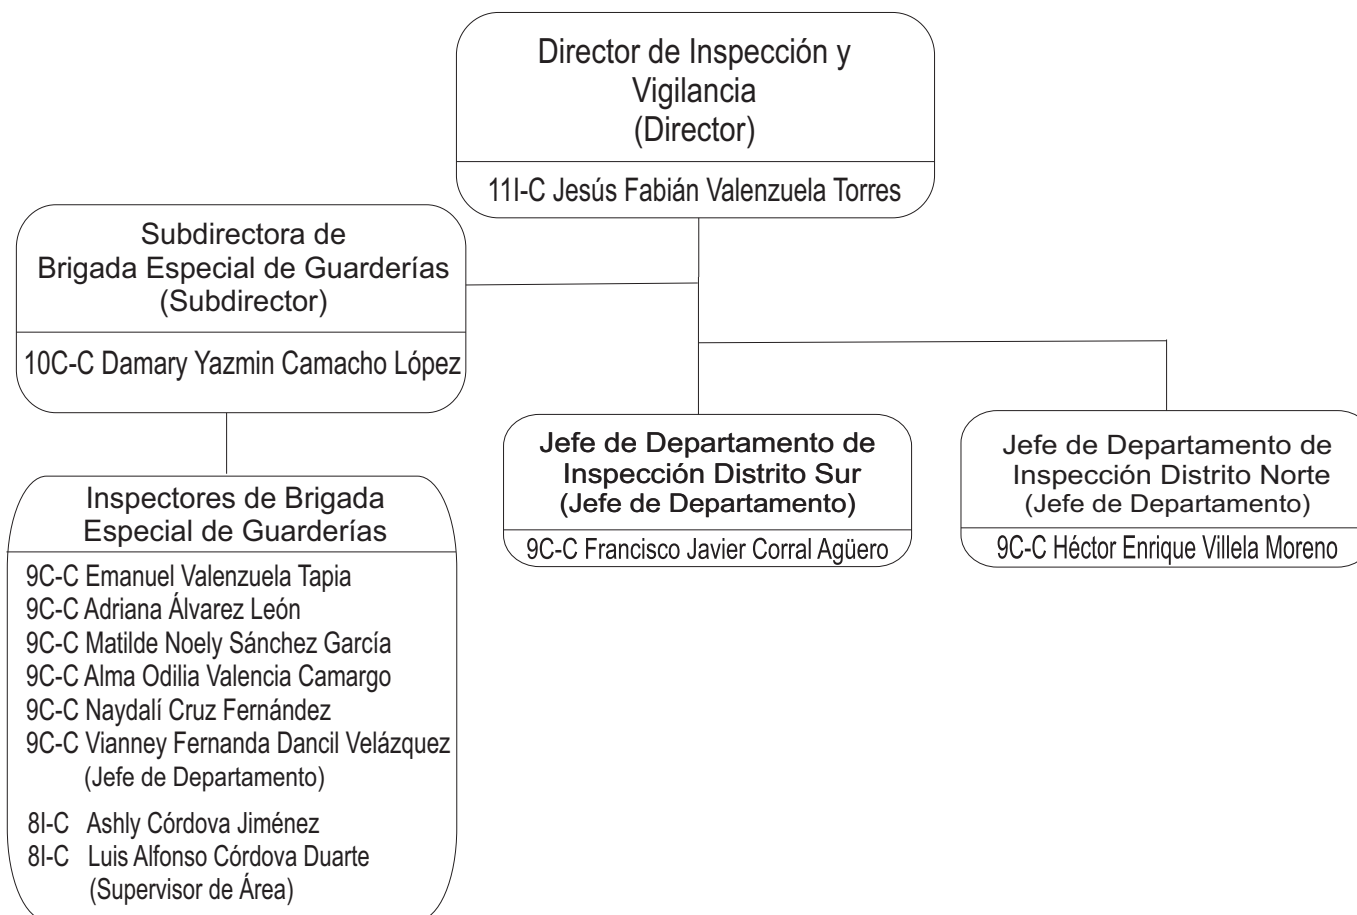 Director de Inspección y
Vigilancia
(Director)
11I-C Jesús Fabián Valenzuela Torres
Subdirectora de
Brigada Especial de Guarderías
(Subdirector)
10C-C Damary Yazmin Camacho López
Inspectores de Brigada
Especial de Guarderías
9C-C Emanuel Valenzuela Tapia
9C-C Adriana Álvarez León
9C-C Matilde Noely Sánchez García
9C-C Alma Odilia Valencia Camargo
9C-C Naydalí Cruz Fernández
9C-C Vianney Fernanda Dancil Velázquez
(Jefe de Departamento)
8I-C Ashly Córdova Jiménez
8I-C Luis Alfonso Córdova Duarte
(Supervisor de Área)
Jefe de Departamento de
Inspección Distrito Sur
(Jefe de Departamento)
9C-C Francisco Javier Corral Agüero
Jefe de Departamento de
Inspección Distrito Norte
(Jefe de Departamento)
9C-C Héctor Enrique Villela Moreno